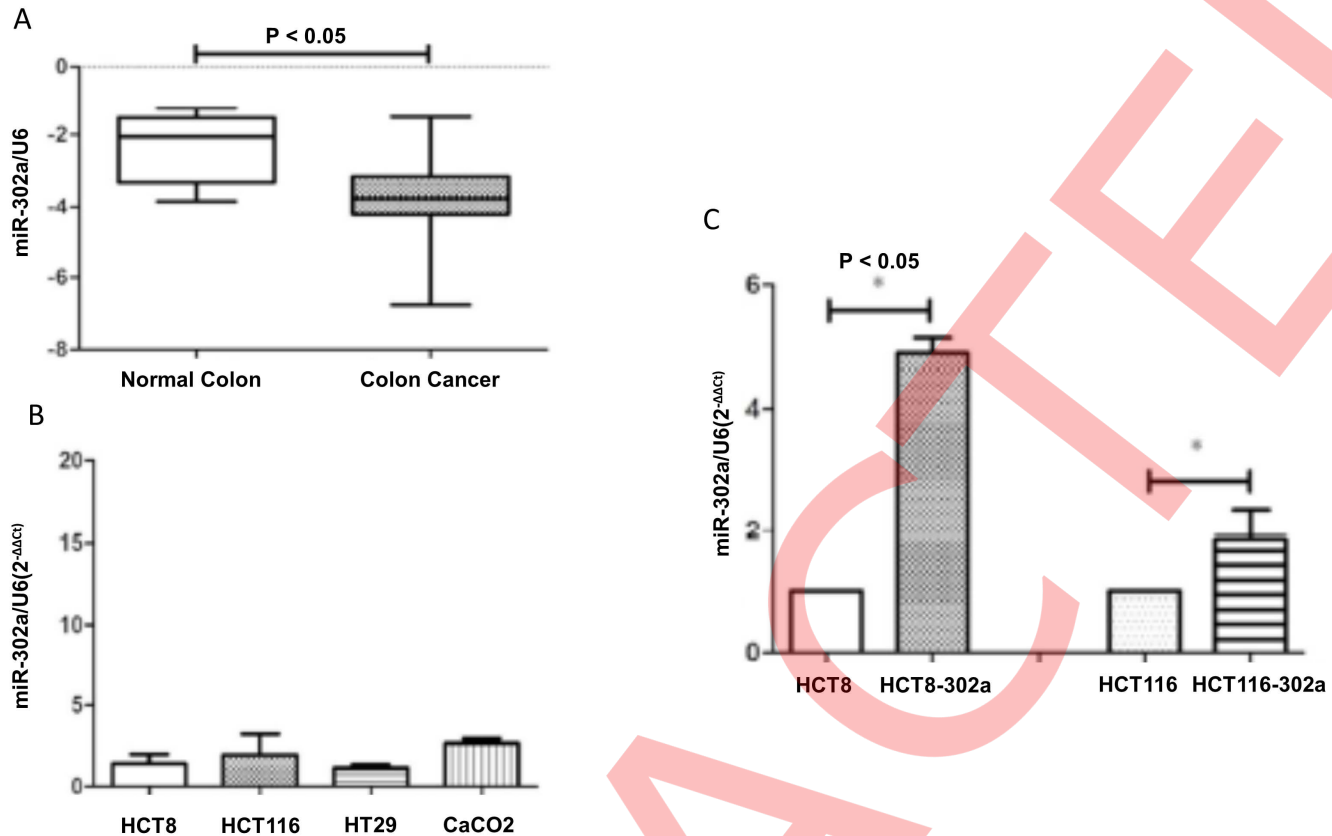 A
P < 0.05
miR-302a/U6
0
-2
-4
-6
-8
Normal Colon
Colon Cancer
B
miR-302a/U6(2-ΔΔCt)
20
15
10
5
0
HCT8
HCT116
HT29
CaCO2
C
P < 0.05
*
*
miR-302a/U6(2-ΔΔCt)
6
4
2
0
HCT8
HCT8-302a
HCT116
HCT116-302a